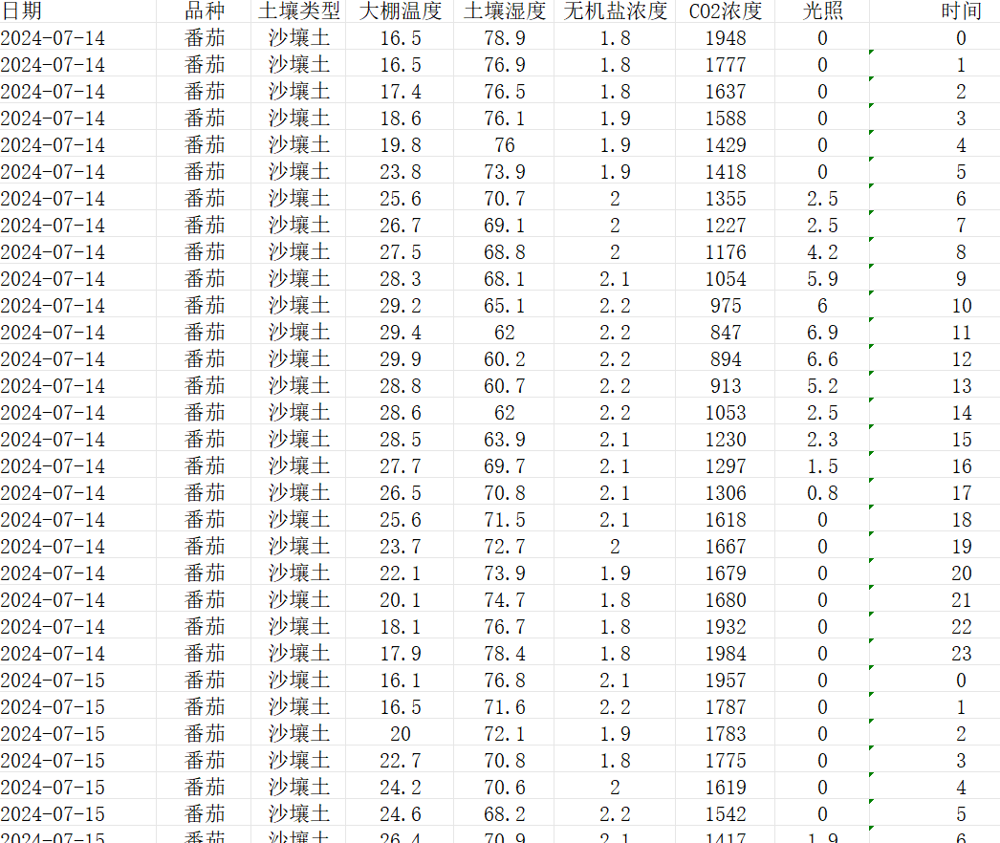 日期 品种 土壤类型 大棚温度 土壤湿度 无机盐浓度 CO2浓度 光照 时间
2024-07-14 番茄 沙壤土 16.5 78.9 1.8 1948 0 0
2024-07-14 番茄 沙壤土 16.5 76.9 1.8 1777 0 1
2024-07-14 番茄 沙壤土 17.4 76.5 1.8 1637 0 2
2024-07-14 番茄 沙壤土 18.6 76.1 1.9 1588 0 3
2024-07-14 番茄 沙壤土 19.8 76 1.9 1429 0 4
2024-07-14 番茄 沙壤土 23.8 73.9 1.9 1418 0 5
2024-07-14 番茄 沙壤土 25.6 70.7 2 1355 2.5 6
2024-07-14 番茄 沙壤土 26.7 69.1 2 1227 2.5 7
2024-07-14 番茄 沙壤土 27.5 68.8 2 1176 4.2 8
2024-07-14 番茄 沙壤土 28.3 68.1 2.1 1054 5.9 9
2024-07-14 番茄 沙壤土 29.2 65.1 2.2 975 6 10
2024-07-14 番茄 沙壤土 29.4 62 2.2 847 6.9 11
2024-07-14 番茄 沙壤土 29.9 60.2 2.2 894 6.6 12
2024-07-14 番茄 沙壤土 28.8 60.7 2.2 913 5.2 13
2024-07-14 番茄 沙壤土 28.6 62 2.2 1053 2.5 14
2024-07-14 番茄 沙壤土 28.5 63.9 2.1 1230 2.3 15
2024-07-14 番茄 沙壤土 27.7 69.7 2.1 1297 1.5 16
2024-07-14 番茄 沙壤土 26.5 70.8 2.1 1306 0.8 17
2024-07-14 番茄 沙壤土 25.6 71.5 2.1 1618 0 18
2024-07-14 番茄 沙壤土 23.7 72.7 2 1667 0 19
2024-07-14 番茄 沙壤土 22.1 73.9 1.9 1679 0 20
2024-07-14 番茄 沙壤土 20.1 74.7 1.8 1680 0 21
2024-07-14 番茄 沙壤土 18.1 76.7 1.8 1932 0 22
2024-07-14 番茄 沙壤土 17.9 78.4 1.8 1984 0 23
2024-07-15 番茄 沙壤土 16.1 76.8 2.1 1957 0 0
2024-07-15 番茄 沙壤土 16.5 71.6 2.2 1787 0 1
2024-07-15 番茄 沙壤土 20 72.1 1.9 1783 0 2
2024-07-15 番茄 沙壤土 22.7 70.8 1.8 1775 0 3
2024-07-15 番茄 沙壤土 24.2 70.6 2 1619 0 4
2024-07-15 番茄 沙壤土 24.6 68.2 2.2 1542 0 5
2024-07-15 番茄 沙壤土 26.4 70.9 2.1 1417 1.9 6